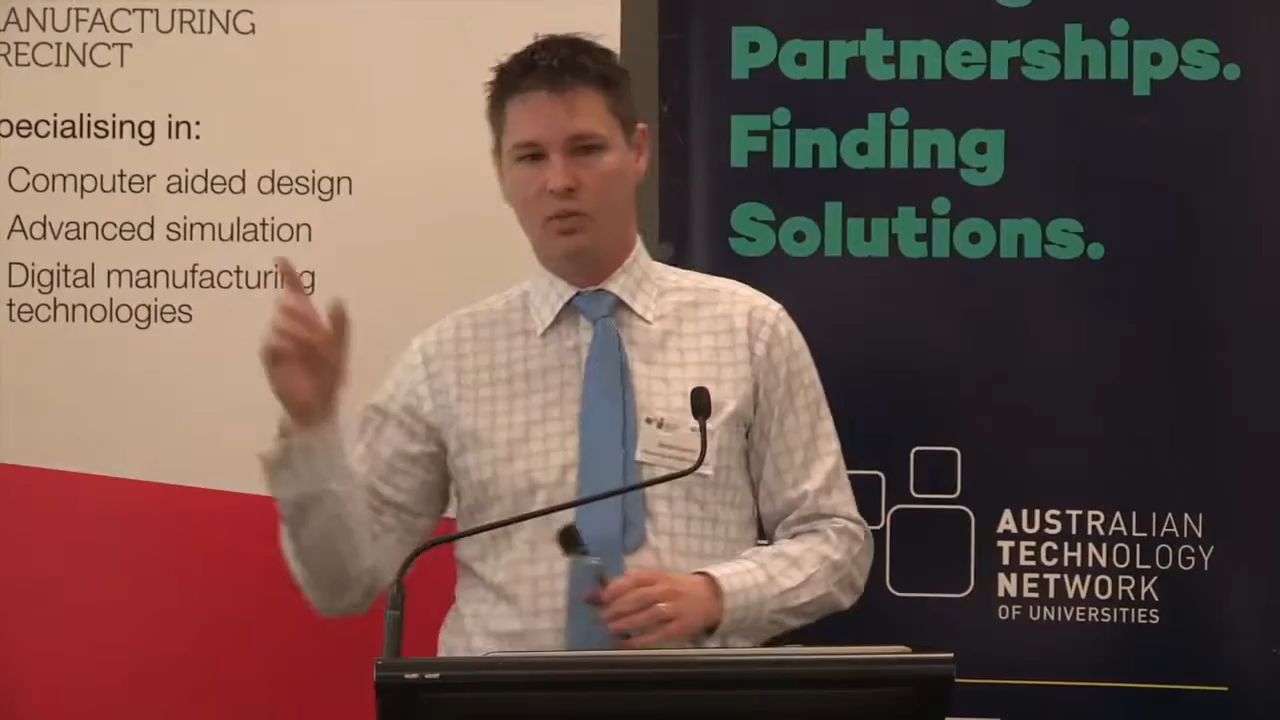 ANUFACTURING
RECINCT
pecialising in:
Computer aided design
Advanced simulation
Digital manufacturing
technologies
Partnerships.
Finding
Solutions.
AUSTRALIAN
TECHNOLOGY
NETWORK
OF UNIVERSITIES